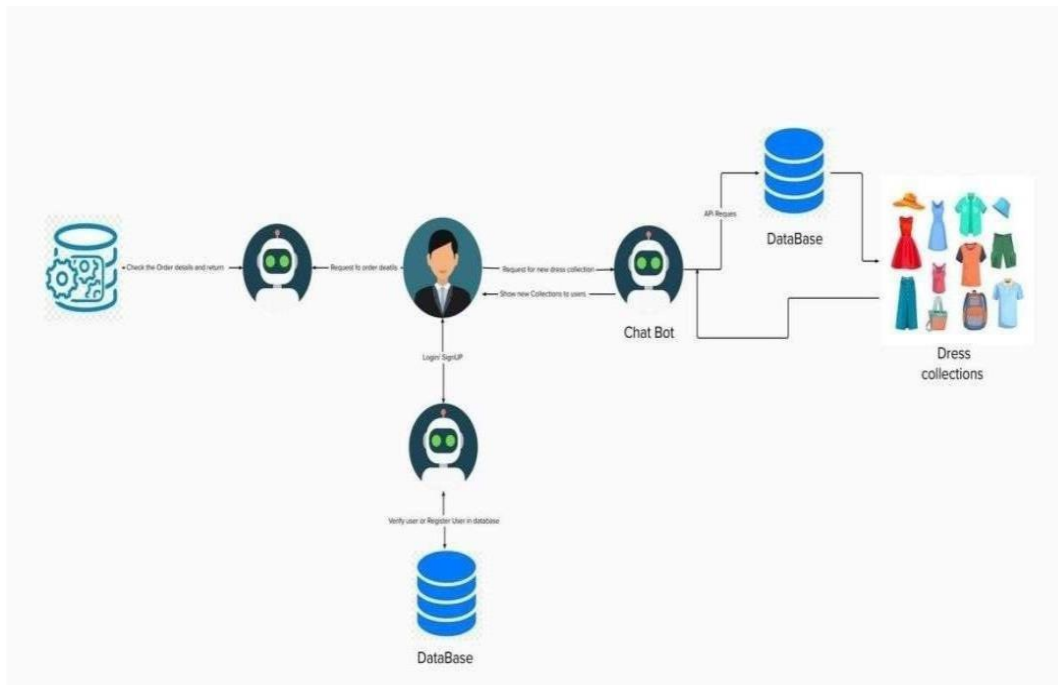 API Reques
DataBase
Check the Order details and return
Request fo order deatils
Request for new dress collection
Show new Collections to users
Chat Bot
Dress
collections
Login/ SignUP
Verify user or Register User in database
DataBase